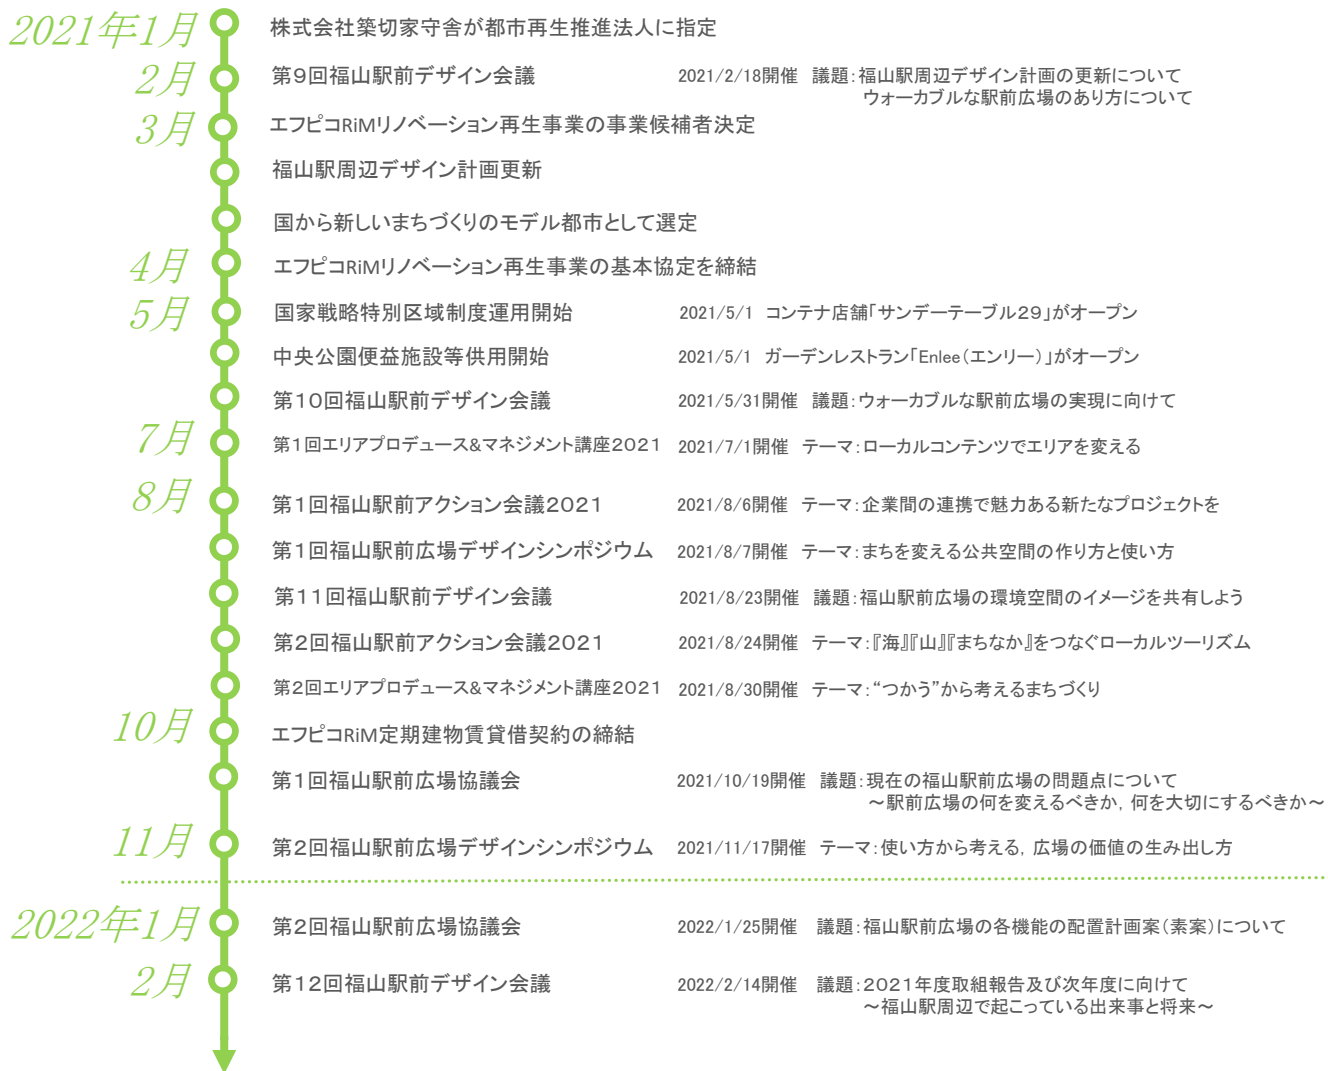 2021年1月 株式会社築切家守舎が都市再生推進法人に指定
2月 第9回福山駅前デザイン会議 2021/2/18開催 議題：福山駅周辺デザイン計画の更新について
ウォーカブルな駅前広場のあり方について
3月 エフピコRiMリノベーション再生事業の事業候補者決定
福山駅周辺デザイン計画更新
国から新しいまちづくりのモデル都市として選定
4月 エフピコRiMリノベーション再生事業の基本協定を締結
5月 国家戦略特別区域制度運用開始 2021/5/1 コンテナ店舗「サンデーテーブル２９」がオープン
中央公園便益施設等供用開始 2021/5/1 ガーデンレストラン「Enlee（エンリー）」がオープン
第１０回福山駅前デザイン会議 2021/5/31開催 議題：ウォーカブルな駅前広場の実現に向けて
7月 第１回エリアプロデュース&マネジメント講座２０２１ 2021/7/1開催 テーマ：ローカルコンテンツでエリアを変える
8月 第１回福山駅前アクション会議２０２１ 2021/8/6開催 テーマ：企業間の連携で魅力ある新たなプロジェクトを
第１回福山駅前広場デザインシンポジウム 2021/8/7開催 テーマ：まちを変える公共空間の作り方と使い方
第１１回福山駅前デザイン会議 2021/8/23開催 議題：福山駅前広場の環境空間のイメージを共有しよう
第２回福山駅前アクション会議２０２１ 2021/8/24開催 テーマ：『海』『山』『まちなか』をつなぐローカルツーリズム
第２回エリアプロデュース&マネジメント講座２０２１ 2021/8/30開催 テーマ：“つかう”から考えるまちづくり
10月 エフピコRiM定期建物賃貸借契約の締結
第１回福山駅前広場協議会 2021/10/19開催 議題：現在の福山駅前広場の問題点について
～駅前広場の何を変えるべきか，何を大切にするべきか～
11月 第２回福山駅前広場デザインシンポジウム 2021/11/17開催 テーマ：使い方から考える，広場の価値の生み出し方
2022年1月 第２回福山駅前広場協議会 2022/1/25開催 議題：福山駅前広場の各機能の配置計画案（素案）について
2月 第１２回福山駅前デザイン会議 2022/2/14開催 議題：２０２１年度取組報告及び次年度に向けて
～福山駅周辺で起こっている出来事と将来～